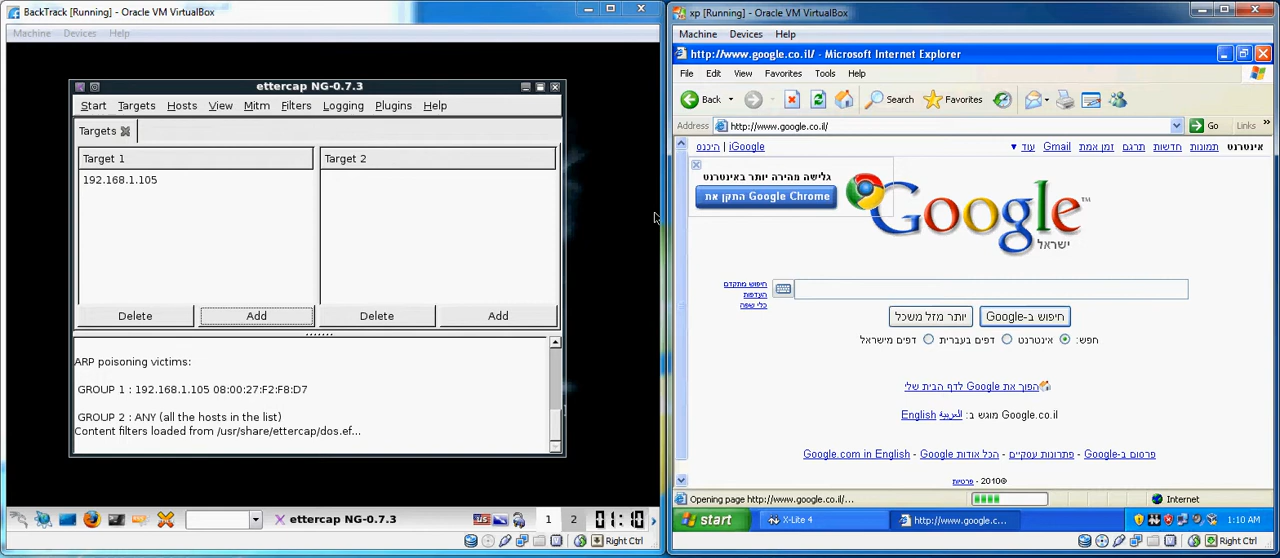 BackTrack [Running] - Oracle VM VirtualBox
Machine Devices Help
ettercap NG-0.7.3
Start Targets Hosts View Mitm Filters Logging Plugins Help
Targets
Target 1 Target 2
192.168.1.105
Delete Add Delete Add
ARP poisoning victims:
GROUP 1 : 192.168.1.105 08:00:27:F2:F8:D7
GROUP 2 : ANY (all the hosts in the list)
Content filters loaded from /usr/share/ettercap/dos.ef...
US ettercap NG-0.7.3 1 2 01:10
Right Ctrl
xp [Running] - Oracle VM VirtualBox
Machine Devices Help
http://www.google.co.il/ - Microsoft Internet Explorer
File Edit View Favorites Tools Help
Back Search Favorites
Address http://www.google.co.il/ Go Links »
אינטרנט תמונות חדשות תרגם זמן אמת Gmail עוד ▼ iGoogle | היכנס
גלישה מהירה יותר באינטרנט
התקן את Google Chrome
Google™
ישראל
חיפוש מתקדם
העדפות
כלי שפה
חיפוש ב-Google יותר מזל משכל
חפש: אינטרנט דפים בעברית דפים מישראל
הפוך את Google לדף הבית שלי
Google.co.il מוגש ב: العربية English
פרסום ב-Google פתרונות עסקיים הכל אודות Google Google.com in English
©2010 - פרטיות
Opening page http://www.google.co.il/... Internet
start X-Lite 4 http://www.google.c... 1:10 AM
Right Ctrl